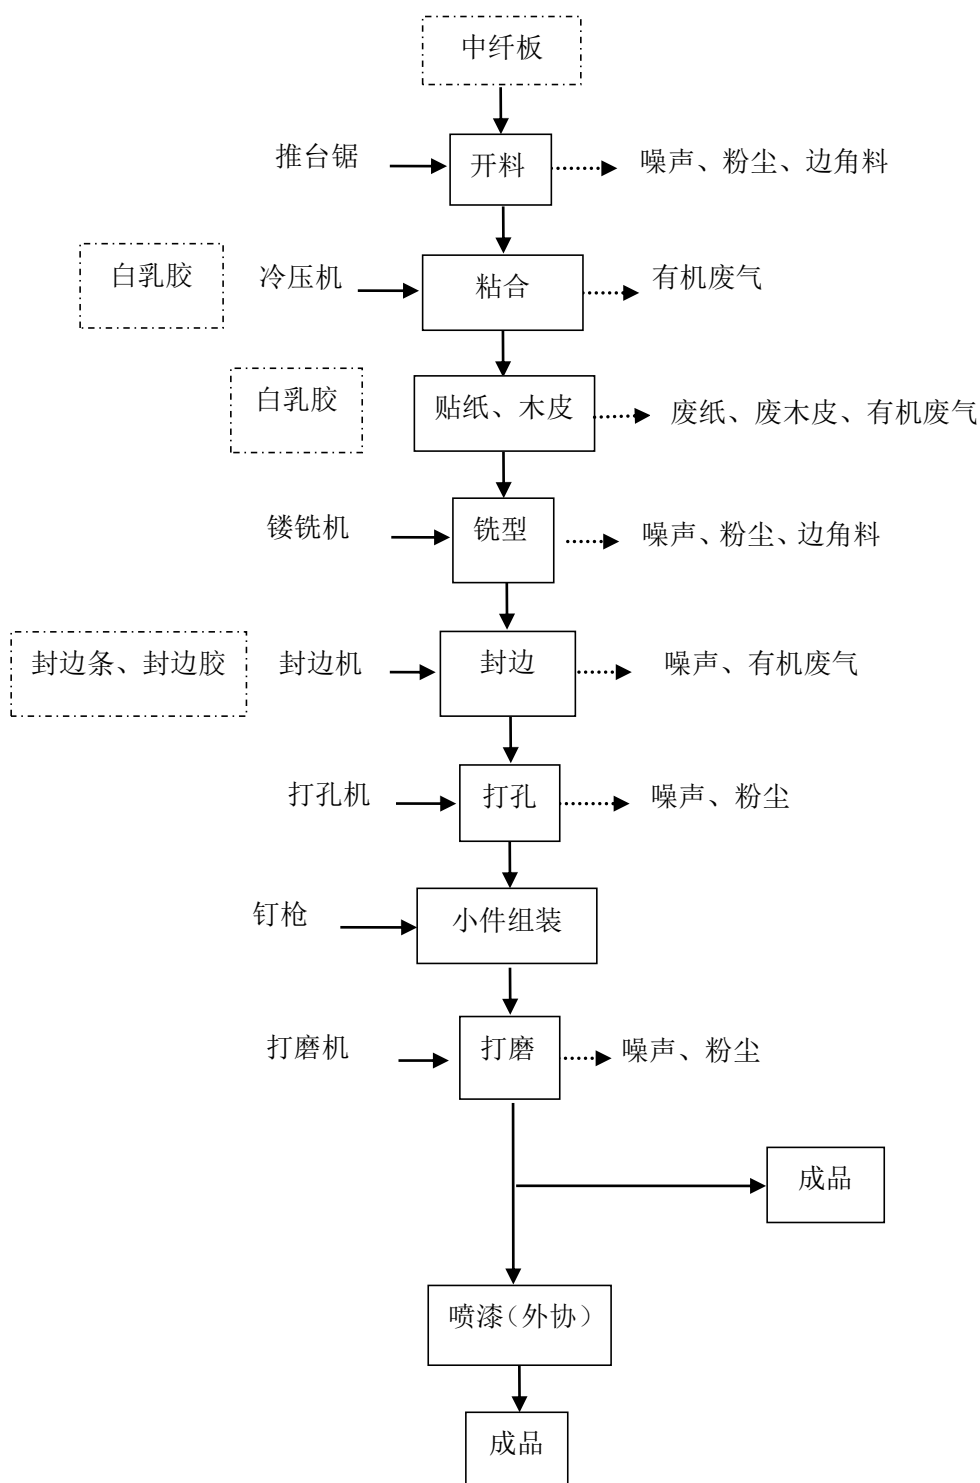 中纤板
推台锯 开料 噪声、粉尘、边角料
白乳胶 冷压机 粘合 有机废气
白乳胶 贴纸、木皮 废纸、废木皮、有机废气
镂铣机 铣型 噪声、粉尘、边角料
封边条、封边胶 封边机 封边 噪声、有机废气
打孔机 打孔 噪声、粉尘
钉枪 小件组装
打磨机 打磨 噪声、粉尘
成品
喷漆（外协）
成品